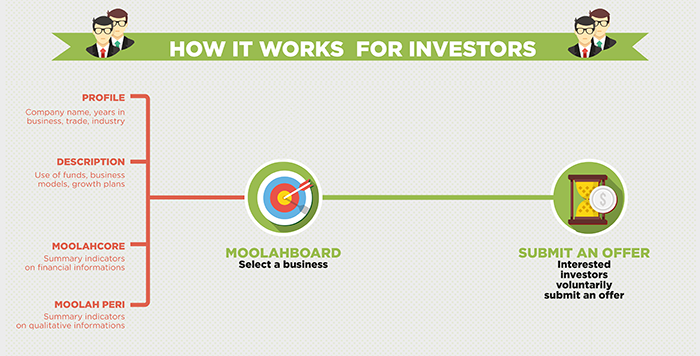 HOW IT WORKS FOR INVESTORS
PROFILE
Company name, years in
business, trade, industry
DESCRIPTION
Use of funds, business
models, growth plans
MOOLAHCORE
Summary indicators
on financial informations
MOOLAH PERI
Summary indicators
on qualitative informations
MOOLAHBOARD
Select a business
$
SUBMIT AN OFFER
Interested
investors
voluntarily
submit an offer